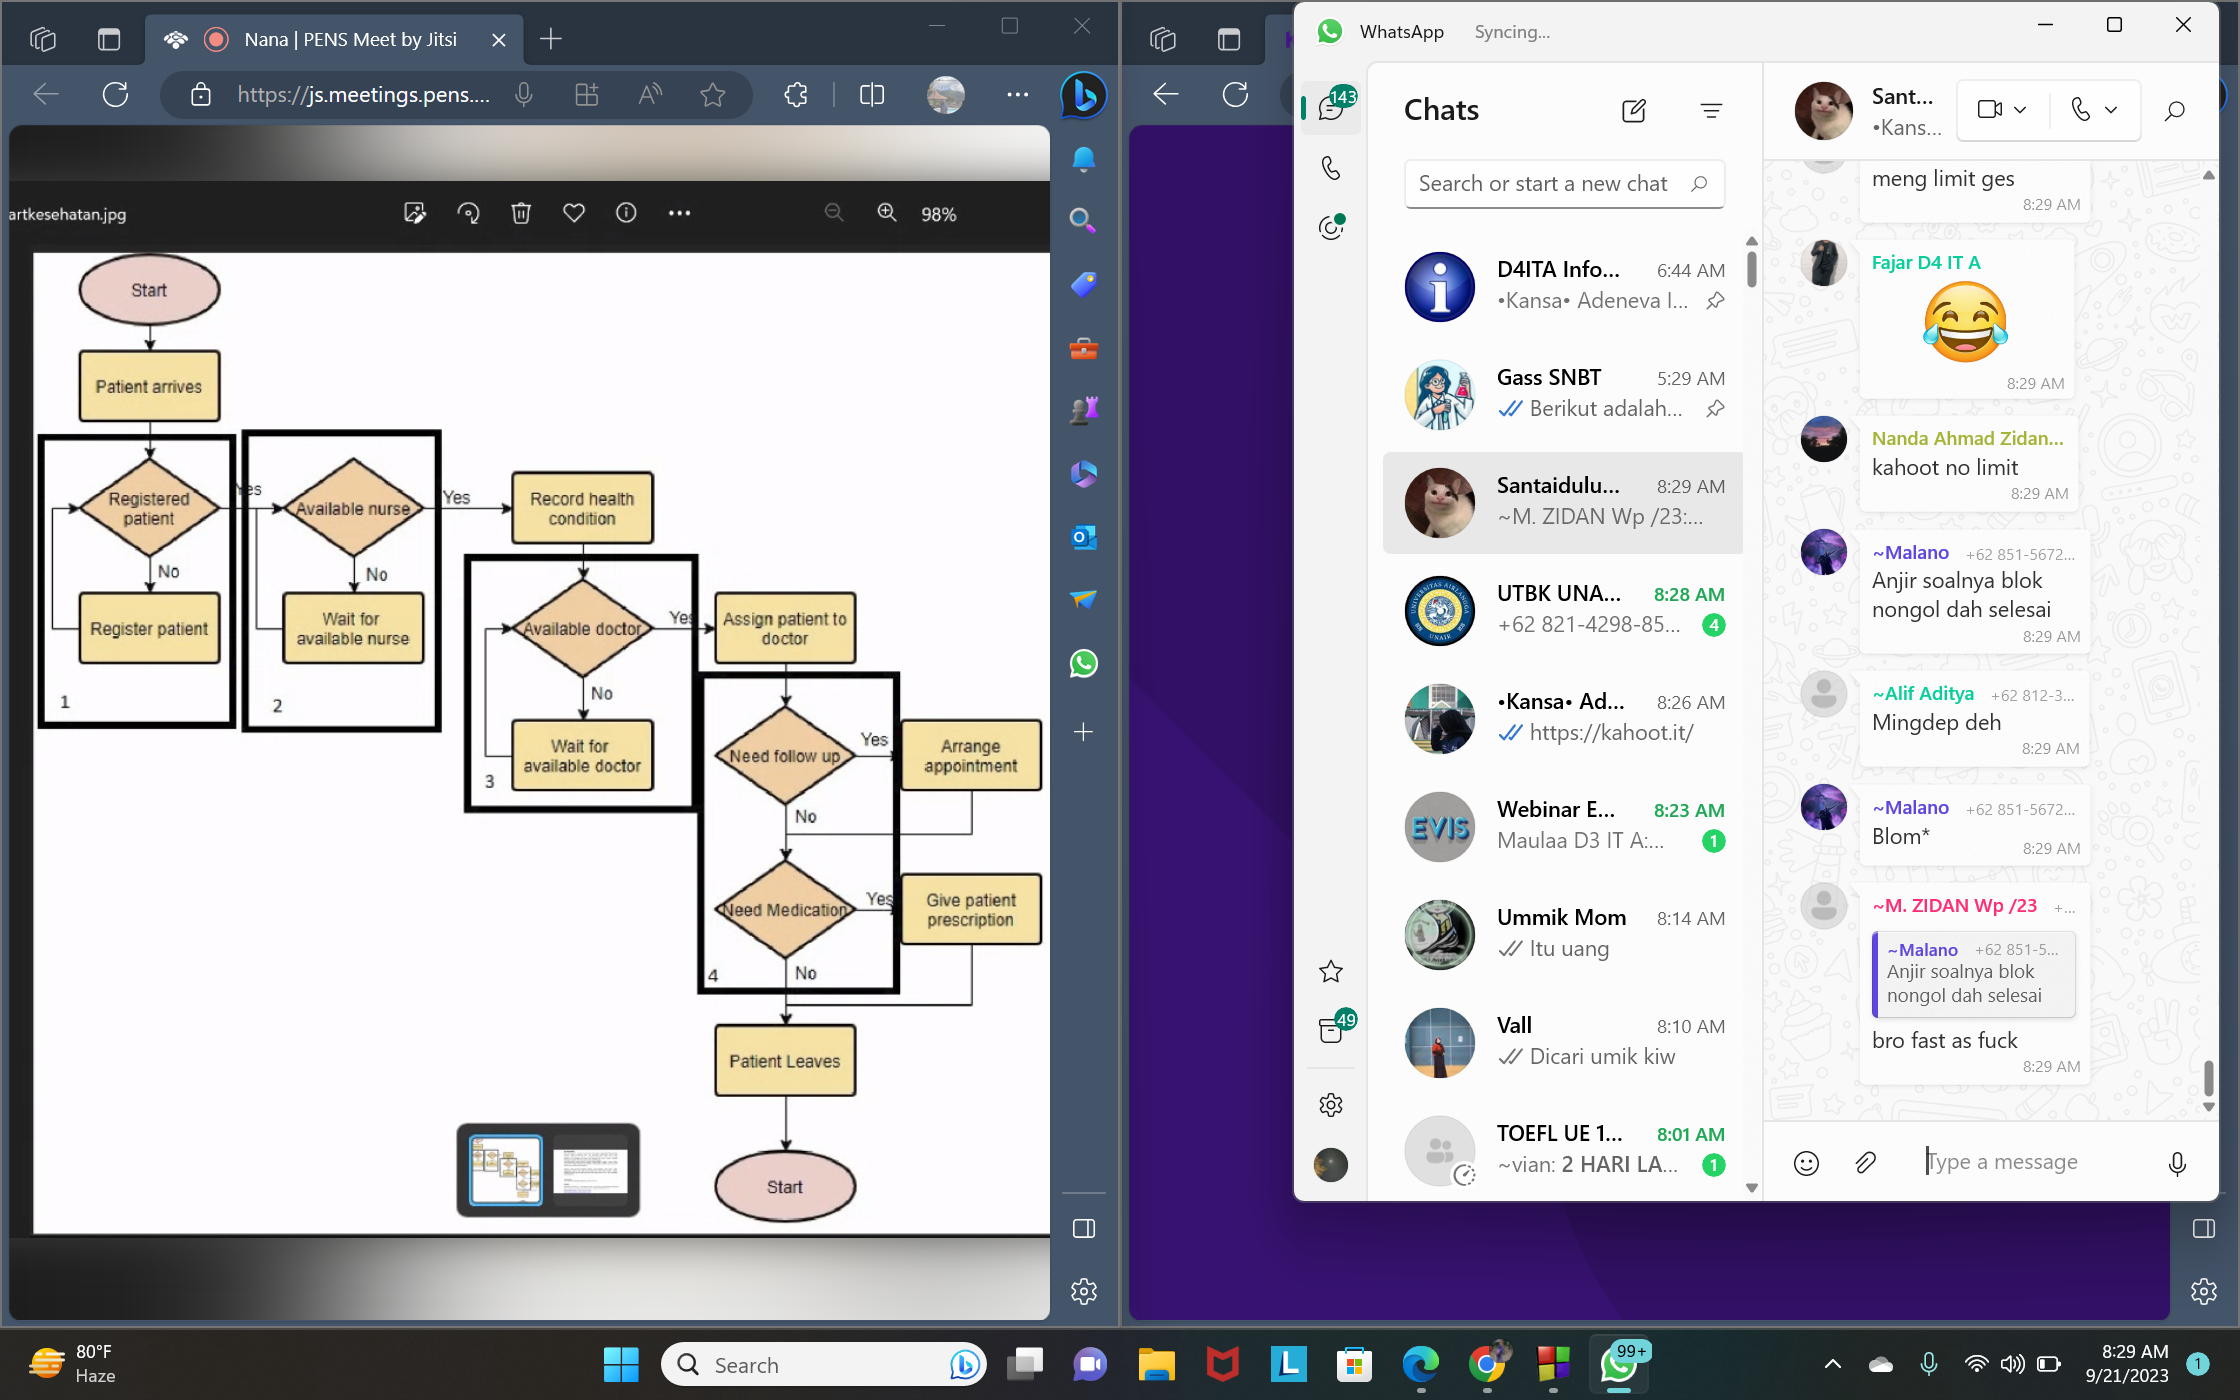 Nana | PENS Meet by Jitsi
https://js.meetings.pens....
artkesehatan.jpg
98%
Start
Patient arrives
Registered
patient
Yes
No
Register patient
1
Available nurse
Yes
No
Wait for
available nurse
2
Record health
condition
Available doctor
Yes
No
Wait for
available doctor
3
Assign patient to
doctor
Need follow up
Yes
Arrange
appointment
No
Need Medication
Yes
Give patient
prescription
No
4
Patient Leaves
Start
WhatsApp
Syncing...
143
49
Chats
Search or start a new chat
D4ITA Info...
6:44 AM
•Kansa• Adeneva I...
Gass SNBT
5:29 AM
Berikut adalah...
Santaidulu...
8:29 AM
~M. ZIDAN Wp /23:...
UTBK UNA...
8:28 AM
+62 821-4298-85...
4
•Kansa• Ad...
8:26 AM
https://kahoot.it/
EVIS
Webinar E...
8:23 AM
Maulaa D3 IT A:...
1
Ummik Mom
8:14 AM
Itu uang
Vall
8:10 AM
Dicari umik kiw
TOEFL UE 1...
8:01 AM
~vian: 2 HARI LA...
1
Sant...
•Kans...
meng limit ges
8:29 AM
Fajar D4 IT A
8:29 AM
Nanda Ahmad Zidan...
kahoot no limit
8:29 AM
~Malano +62 851-5672...
Anjir soalnya blok
nongol dah selesai
8:29 AM
~Alif Aditya +62 812-3...
Mingdep deh
8:29 AM
~Malano +62 851-5672...
Blom*
8:29 AM
~M. ZIDAN Wp /23 +...
~Malano +62 851-5...
Anjir soalnya blok
nongol dah selesai
bro fast as fuck
8:29 AM
Type a message
80°F
Haze
Search
99+
8:29 AM
9/21/2023
1